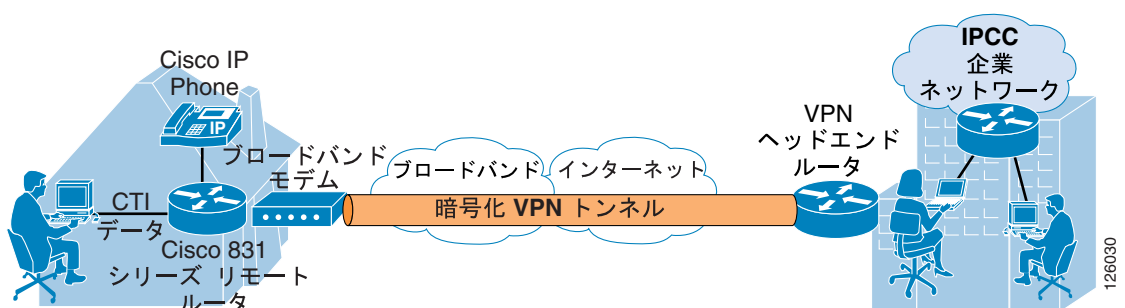 Cisco IP
Phone
IP
ブロードバンド
モデム
CTI
データ
Cisco 831
シリーズ リモート
ルータ
ブロードバンド
インターネット
暗号化 VPN トンネル
VPN
ヘッドエンド
ルータ
IPCC
企業
ネットワーク
126030